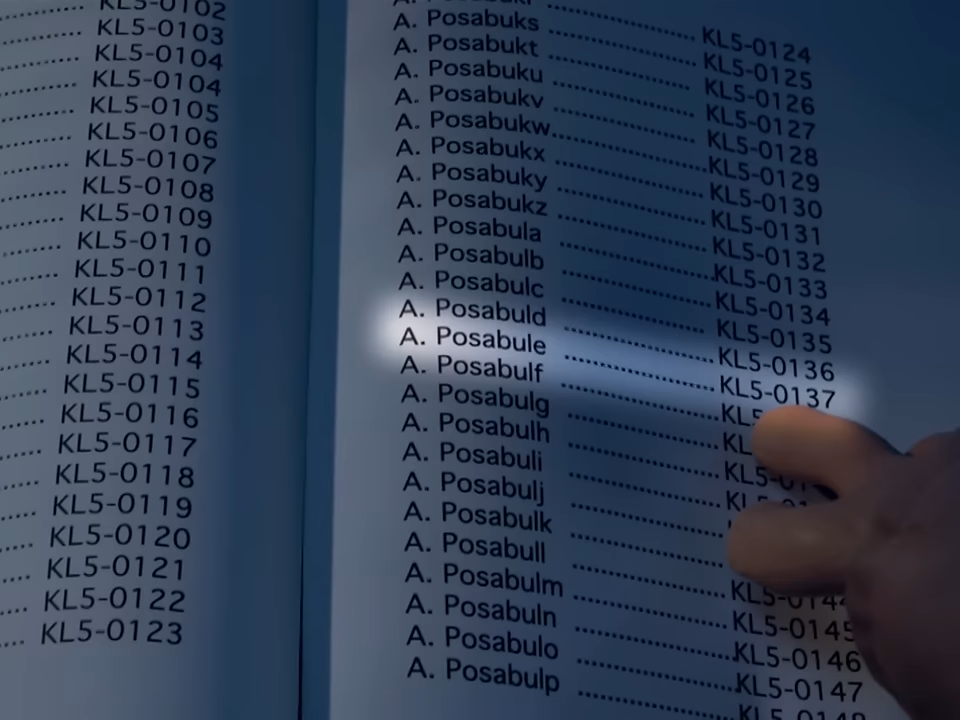 KL5-0102
KL5-0103
KL5-0104
KL5-0104
KL5-0105
KL5-0106
KL5-0107
KL5-0108
KL5-0109
KL5-0110
KL5-0111
KL5-0112
KL5-0113
KL5-0114
KL5-0115
KL5-0116
KL5-0117
KL5-0118
KL5-0119
KL5-0120
KL5-0121
KL5-0122
KL5-0123
KL5-0124
A. Posabuks KL5-0125
A. Posabukt KL5-0126
A. Posabuku KL5-0127
A. Posabukv KL5-0128
A. Posabukw KL5-0129
A. Posabukx KL5-0130
A. Posabuky KL5-0131
A. Posabukz KL5-0132
A. Posabula KL5-0133
A. Posabulb KL5-0134
A. Posabulc KL5-0135
A. Posabuld KL5-0136
A. Posabule KL5-0137
A. Posabulf
A. Posabulg
A. Posabulh
A. Posabuli
A. Posabulj
A. Posabulk
A. Posabull
A. Posabulm KL5-0145
A. Posabuln KL5-0146
A. Posabulo KL5-0147
A. Posabulp